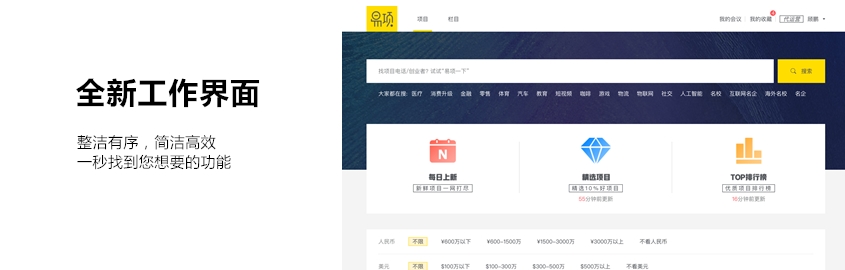 全新工作界面
整洁有序，简洁高效
一秒找到您想要的功能
易项
项目 栏目
我的会议 我的收藏 4 代运营 顾鹏
找项目电话/创业者? 试试“易项一下”
搜索
大家都在搜: 医疗 消费升级 金融 零售 体育 汽车 教育 短视频 咖啡 游戏 物流 物联网 社交 人工智能 名校 互联网名企 海外名校 名企
N
每日上新
新鲜项目一网打尽
精选项目
精选10%好项目
55分钟前更新
TOP排行榜
优质项目排行榜
10分钟前更新
人民币 不限 ¥600万以下 ¥600-1500万 ¥1500-3000万 ¥3000万以上 不看人民币
美元 不限 $100万以下 $100-300万 $300-500万 $500万以上 不看美元